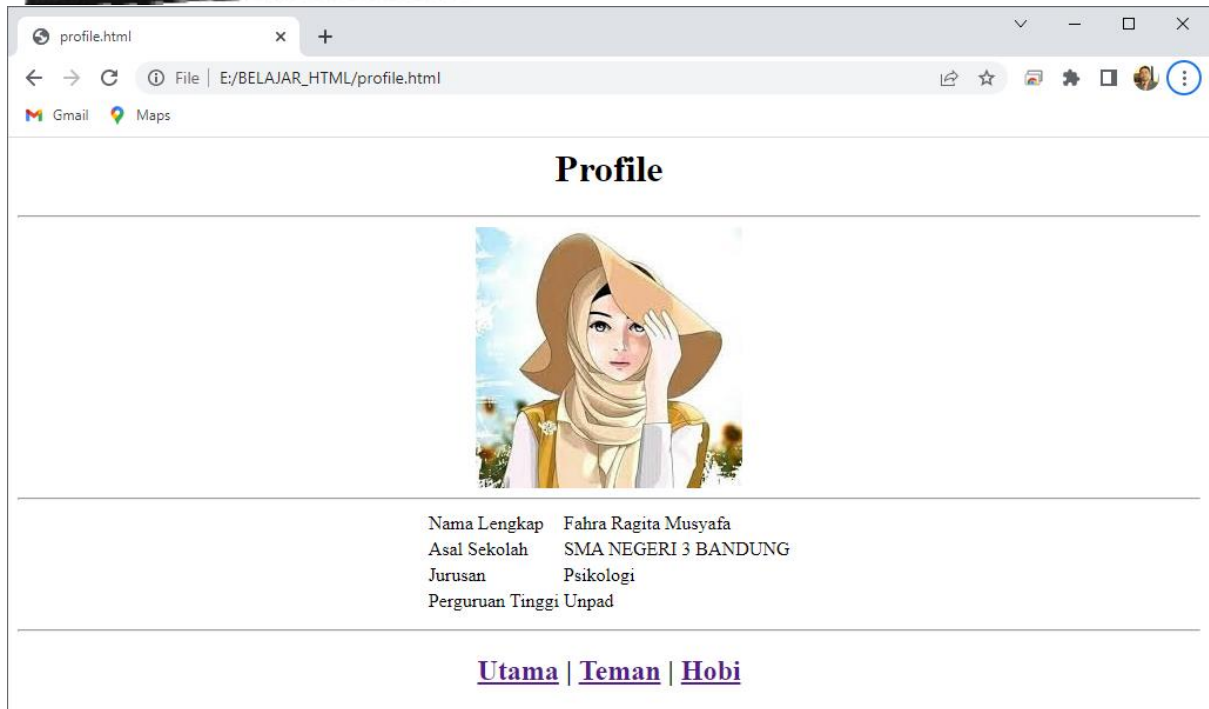 profile.html
File | E:/BELAJAR_HTML/profile.html
Gmail Maps
Profile
Nama Lengkap Fahra Ragita Musyafa
Asal Sekolah SMA NEGERI 3 BANDUNG
Jurusan Psikologi
Perguruan Tinggi Unpad
Utama | Teman | Hobi